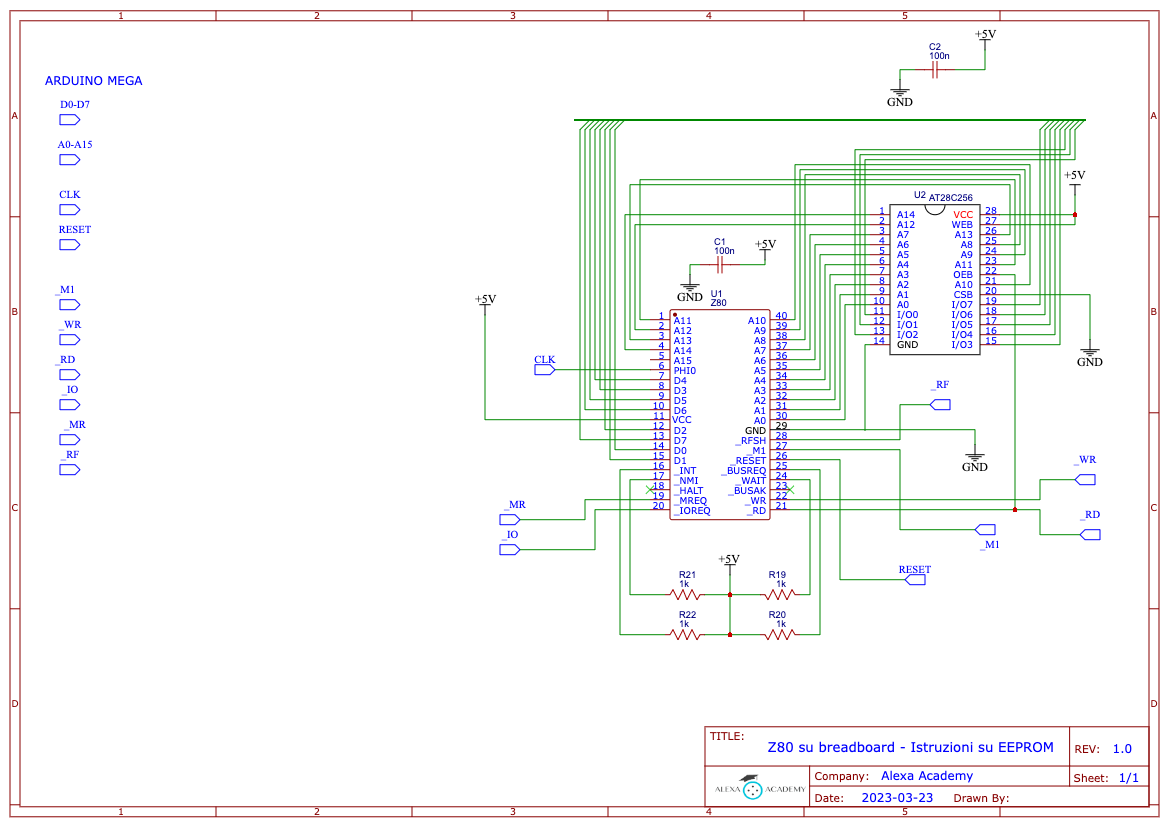 1 2 3 4 5
A A
B B
C C
D D
1 2 3 4 5
ARDUINO MEGA
D0-D7
A0-A15
CLK
RESET
_M1
_WR
_RD
_IO
_MR
_RF
+5V
C2
100n
GND
+5V
U2 AT28C256
1 A14 VCC 28
2 A12 WEB 27
3 A7 A13 26
4 A6 A8 25
5 A5 A9 24
6 A4 A11 23
7 A3 OEB 22
8 A2 A10 21
9 A1 CSB 20
10 A0 I/O7 19
11 I/O0 I/O6 18
12 I/O1 I/O5 17
13 I/O2 I/O4 16
14 GND I/O3 15
GND
C1
100n
+5V
GND
+5V
U1
Z80
1 A11 A10 40
2 A12 A9 39
3 A13 A8 38
4 A14 A7 37
5 A15 A6 36
6 PHI0 A5 35
7 D4 A4 34
8 D3 A3 33
9 D5 A2 32
10 D6 A1 31
11 VCC A0 30
12 D2 GND 29
13 D7 _RFSH 28
14 D0 _M1 27
15 D1 _RESET 26
16 _INT _BUSREQ 25
17 _NMI _WAIT 24
18 _HALT _BUSAK 23
19 _MREQ _WR 22
20 _IOREQ _RD 21
CLK
_RF
GND
_WR
_MR
_RD
_IO
_M1
RESET
+5V
R21
1k
R19
1k
R22
1k
R20
1k
TITLE:
Z80 su breadboard - Istruzioni su EEPROM
REV: 1.0
ALEXA ACADEMY
Company: Alexa Academy
Sheet: 1/1
Date: 2023-03-23 Drawn By: